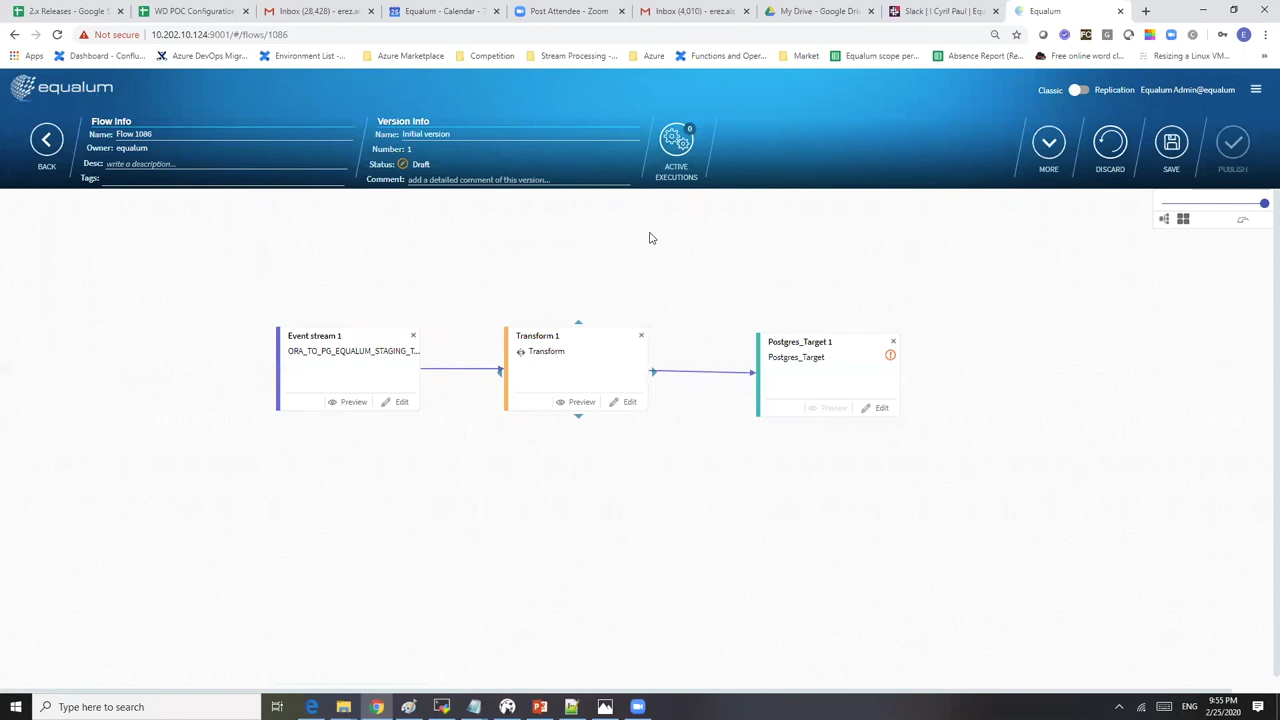 2.x Releases - Google S
WD POC Configuration
Inbox (28,428) - erez.a
Equalum - Calendar - T
Post Attendee - Zoom
Inbox (4,010) - erez.als
My Drive - Google Driv
Slack | I Cyril Paul | Equ
Equalum
Not secure
10.202.10.124:9001/#/flows/1086
Apps
Dashboard - Conflu...
Azure DevOps Migr...
Environment List -...
Azure Marketplace
Competition
Stream Processing -...
Azure
Functions and Oper...
Market
Equalum scope per...
Absence Report (Re...
Free online word cl...
Resizing a Linux VM...
equalum
Classic
Replication
Equalum Admin@equalum
Flow Info
Name: Flow 1086
Owner: equalum
Desc: write a description...
Tags:
Version Info
Name: Initial version
Number: 1
Status: Draft
Comment: add a detailed comment of this version...
BACK
0
ACTIVE
EXECUTIONS
MORE
DISCARD
SAVE
PUBLISH
Event stream 1
ORA_TO_PG_EQUALUM_STAGING_T...
Preview
Edit
Transform 1
Transform
Preview
Edit
Postgres_Target 1
Postgres_Target
Preview
Edit
Type here to search
ENG
9:55 PM
2/25/2020